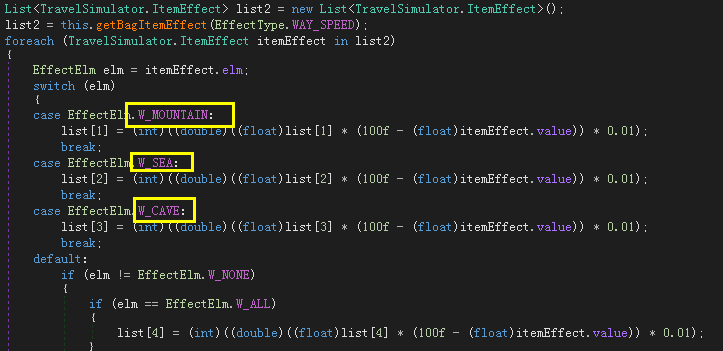 List<TravelSimulator.ItemEffect> list2 = new List<TravelSimulator.ItemEffect>();
list2 = this.getBagItemEffect(EffectType.WAY_SPEED);
foreach (TravelSimulator.ItemEffect itemEffect in list2)
{
EffectElm elm = itemEffect.elm;
switch (elm)
{
case EffectElm.W_MOUNTAIN:
list[1] = (int)((double)((float)list[1] * (100f - (float)itemEffect.value)) * 0.01);
break;
case EffectElm.W_SEA:
list[2] = (int)((double)((float)list[2] * (100f - (float)itemEffect.value)) * 0.01);
break;
case EffectElm.W_CAVE:
list[3] = (int)((double)((float)list[3] * (100f - (float)itemEffect.value)) * 0.01);
break;
default:
if (elm != EffectElm.W_NONE)
{
if (elm == EffectElm.W_ALL)
{
list[4] = (int)((double)((float)list[4] * (100f - (float)itemEffect.value)) * 0.01);
}